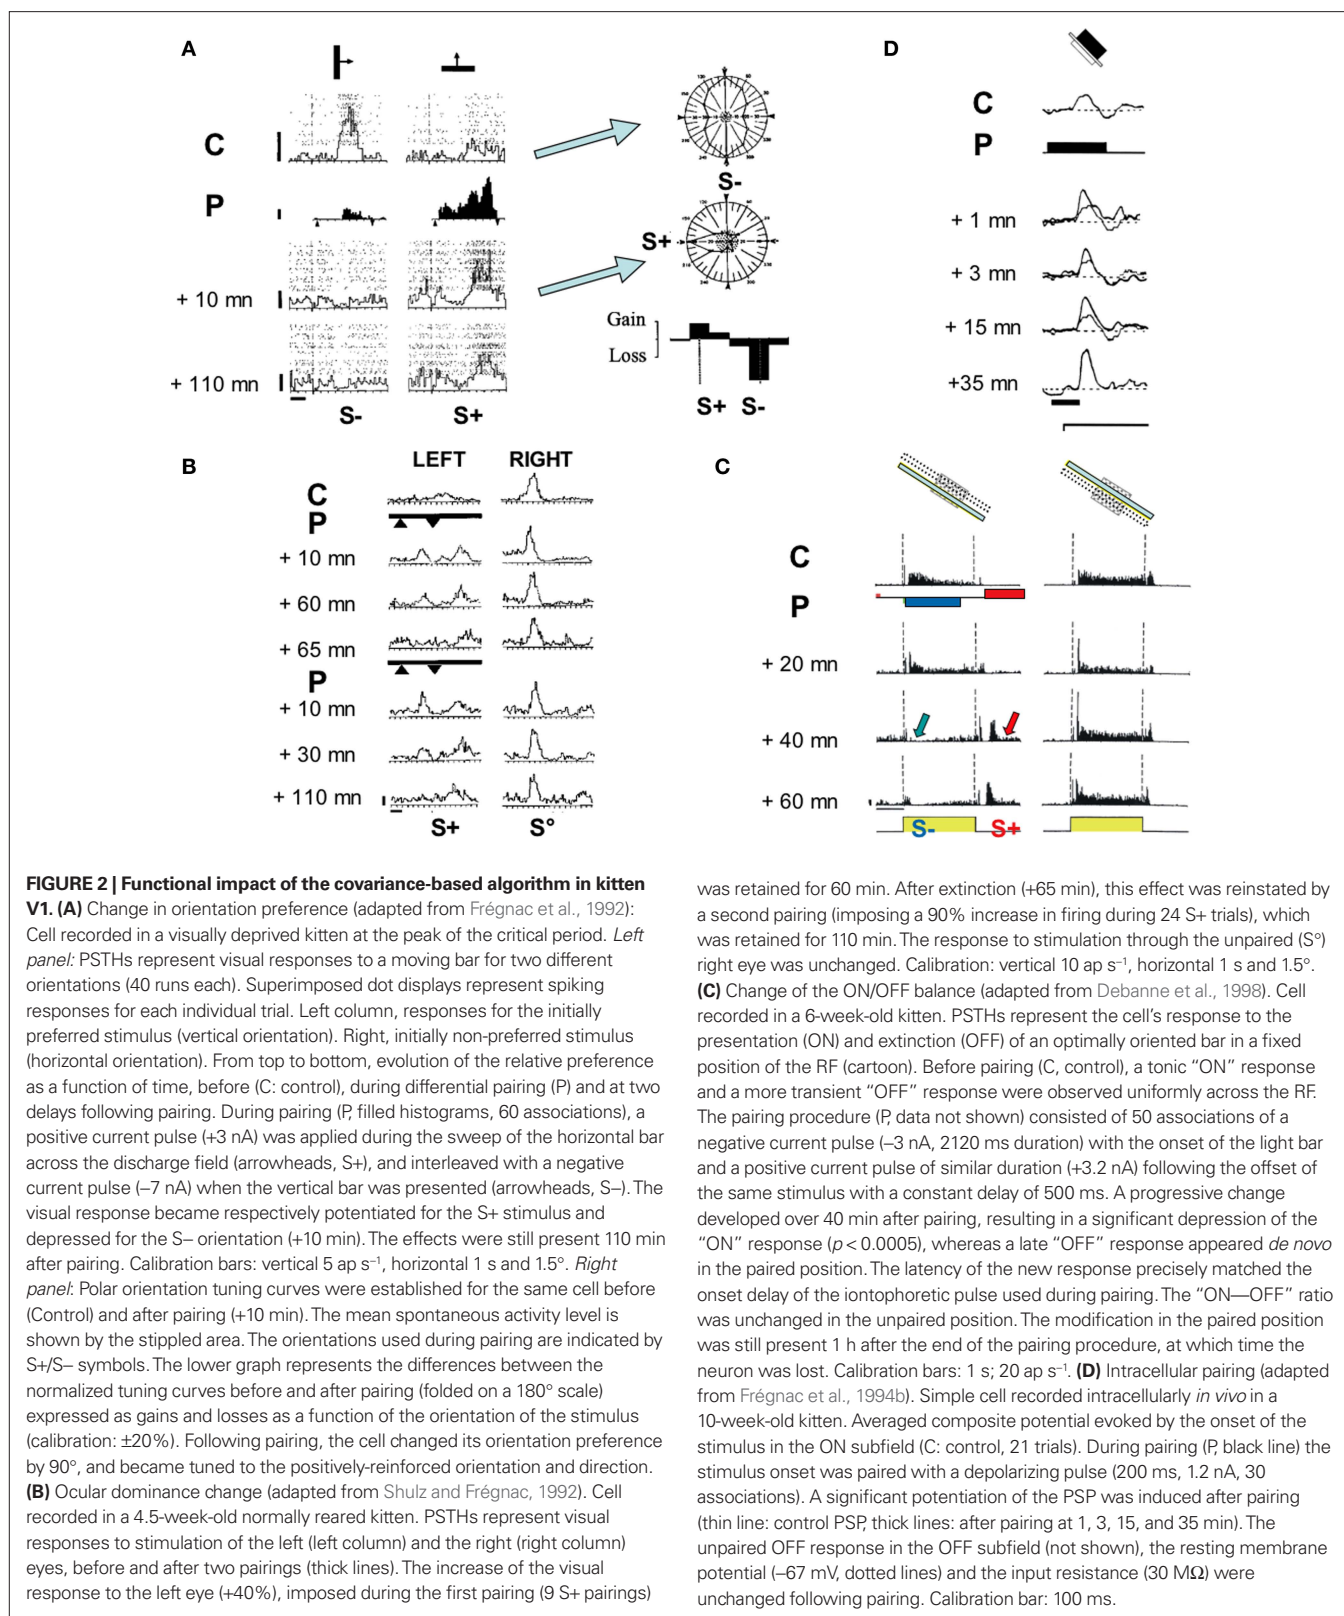 A
D
C
C
P
P
S-
+ 1 mn
S+
+ 3 mn
+ 10 mn
Gain
+ 15 mn
Loss
+ 110 mn
+35 mn
S-
S+
S+
S-
B
LEFT
RIGHT
C
C
P
C
+ 10 mn
P
+ 60 mn
+ 65 mn
+ 20 mn
P
+ 10 mn
+ 40 mn
+ 30 mn
+ 110 mn
+ 60 mn
S+
S°
S-
S+
FIGURE 2 | Functional impact of the covariance-based algorithm in kitten
V1. (A) Change in orientation preference (adapted from Frégnac et al., 1992):
Cell recorded in a visually deprived kitten at the peak of the critical period. Left
panel: PSTHs represent visual responses to a moving bar for two different
orientations (40 runs each). Superimposed dot displays represent spiking
responses for each individual trial. Left column, responses for the initially
preferred stimulus (vertical orientation). Right, initially non-preferred stimulus
(horizontal orientation). From top to bottom, evolution of the relative preference
as a function of time, before (C: control), during differential pairing (P) and at two
delays following pairing. During pairing (P, filled histograms, 60 associations), a
positive current pulse (+3 nA) was applied during the sweep of the horizontal bar
across the discharge field (arrowheads, S+), and interleaved with a negative
current pulse (–7 nA) when the vertical bar was presented (arrowheads, S–). The
visual response became respectively potentiated for the S+ stimulus and
depressed for the S– orientation (+10 min). The effects were still present 110 min
after pairing. Calibration bars: vertical 5 ap s⁻¹, horizontal 1 s and 1.5°. Right
panel: Polar orientation tuning curves were established for the same cell before
(Control) and after pairing (+10 min). The mean spontaneous activity level is
shown by the stippled area. The orientations used during pairing are indicated by
S+/S– symbols. The lower graph represents the differences between the
normalized tuning curves before and after pairing (folded on a 180° scale)
expressed as gains and losses as a function of the orientation of the stimulus
(calibration: ±20%). Following pairing, the cell changed its orientation preference
by 90°, and became tuned to the positively-reinforced orientation and direction.
(B) Ocular dominance change (adapted from Shulz and Frégnac, 1992). Cell
recorded in a 4.5-week-old normally reared kitten. PSTHs represent visual
responses to stimulation of the left (left column) and the right (right column)
eyes, before and after two pairings (thick lines). The increase of the visual
response to the left eye (+40%), imposed during the first pairing (9 S+ pairings)
was retained for 60 min. After extinction (+65 min), this effect was reinstated by
a second pairing (imposing a 90% increase in firing during 24 S+ trials), which
was retained for 110 min. The response to stimulation through the unpaired (S°)
right eye was unchanged. Calibration: vertical 10 ap s⁻¹, horizontal 1 s and 1.5°.
(C) Change of the ON/OFF balance (adapted from Debanne et al., 1998). Cell
recorded in a 6-week-old kitten. PSTHs represent the cell's response to the
presentation (ON) and extinction (OFF) of an optimally oriented bar in a fixed
position of the RF (cartoon). Before pairing (C, control), a tonic "ON" response
and a more transient "OFF" response were observed uniformly across the RF.
The pairing procedure (P, data not shown) consisted of 50 associations of a
negative current pulse (–3 nA, 2120 ms duration) with the onset of the light bar
and a positive current pulse of similar duration (+3.2 nA) following the offset of
the same stimulus with a constant delay of 500 ms. A progressive change
developed over 40 min after pairing, resulting in a significant depression of the
"ON" response (p < 0.0005), whereas a late "OFF" response appeared de novo
in the paired position. The latency of the new response precisely matched the
onset delay of the iontophoretic pulse used during pairing. The "ON—OFF" ratio
was unchanged in the unpaired position. The modification in the paired position
was still present 1 h after the end of the pairing procedure, at which time the
neuron was lost. Calibration bars: 1 s; 20 ap s⁻¹. (D) Intracellular pairing (adapted
from Frégnac et al., 1994b). Simple cell recorded intracellularly in vivo in a
10-week-old kitten. Averaged composite potential evoked by the onset of the
stimulus in the ON subfield (C: control, 21 trials). During pairing (P, black line) the
stimulus onset was paired with a depolarizing pulse (200 ms, 1.2 nA, 30
associations). A significant potentiation of the PSP was induced after pairing
(thin line: control PSP, thick lines: after pairing at 1, 3, 15, and 35 min). The
unpaired OFF response in the OFF subfield (not shown), the resting membrane
potential (–67 mV, dotted lines) and the input resistance (30 MΩ) were
unchanged following pairing. Calibration bar: 100 ms.